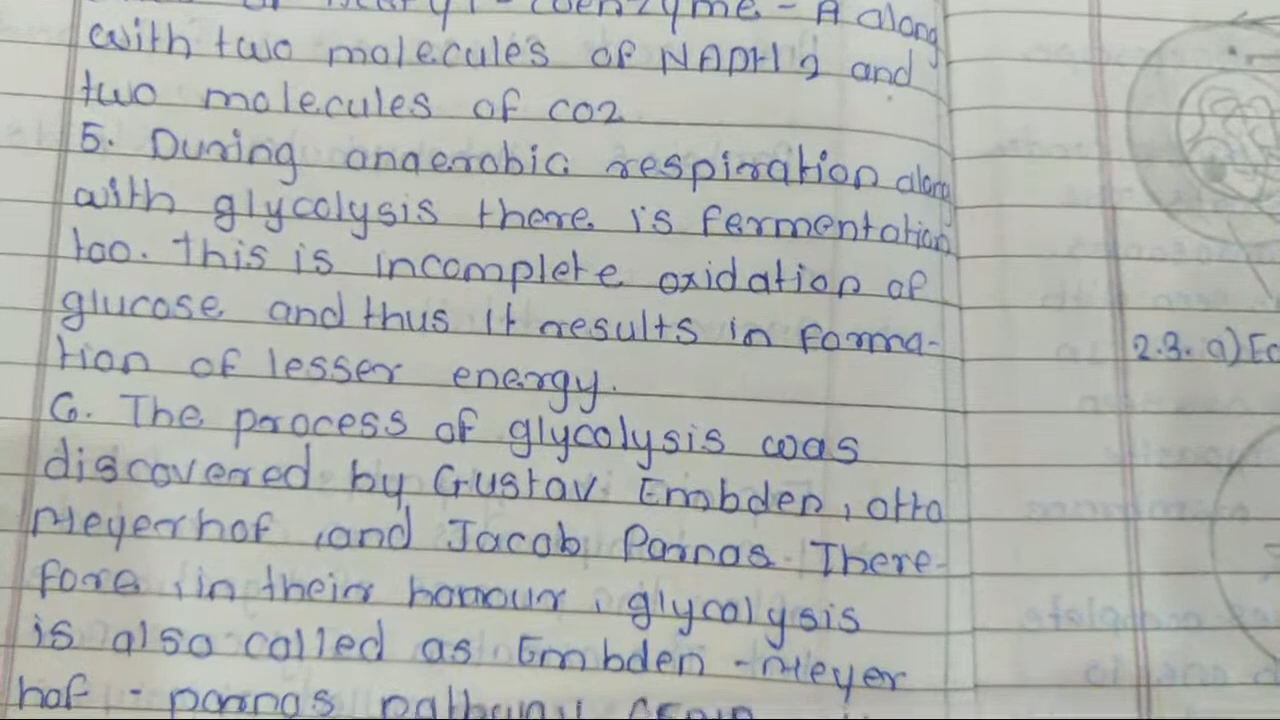 Coenzyme - A along
with two molecules of NADH2 and
two molecules of CO2
5. During anaerobic respiration along
with glycolysis there is fermentation
too. This is incomplete oxidation of
glucose and thus it results in forma-
tion of lesser energy.
6. The process of glycolysis was
discovered by Gustav Embden, Otto
Meyerhof, and Jacob Parnas. There-
fore, in their honour, glycolysis
is also called as Embden-Meyer
hof - parnas pathway
2.3. a)